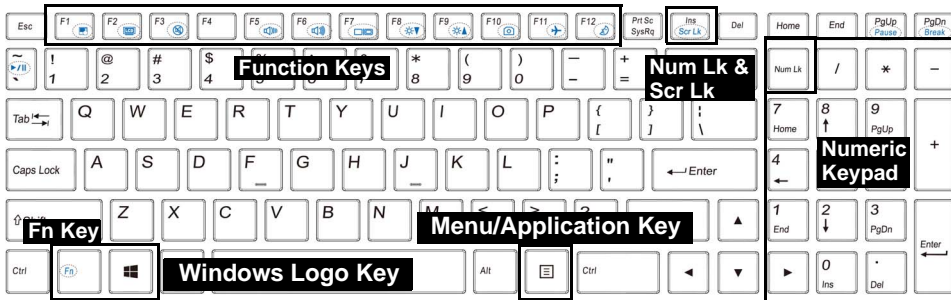 Esc F1 F2 F3 F4 F5 F6 F7 F8 F9 F10 F11 F12 Prt Sc Ins Del Home End PgUp PgDn
SysRq Scr Lk Pause Break
~ ! @ # $ * ( ) — + Num Lk / * –
` 1 2 3 4 8 9 0 - =
Function Keys
Num Lk &
Scr Lk
Tab Q W E R T Y U I O P { } ¦ 7 8 9 +
[ ] \ Home ↑ PgUp
Caps Lock A S D F G H J K L : " Enter 4
; ' ←
Numeric
Keypad
Z X C V B N M < > ? 1 2 3 Enter
End ↓ PgDn
Fn Key
Menu/Application Key
Ctrl Fn Alt Ctrl 0 .
Ins Del
Windows Logo Key